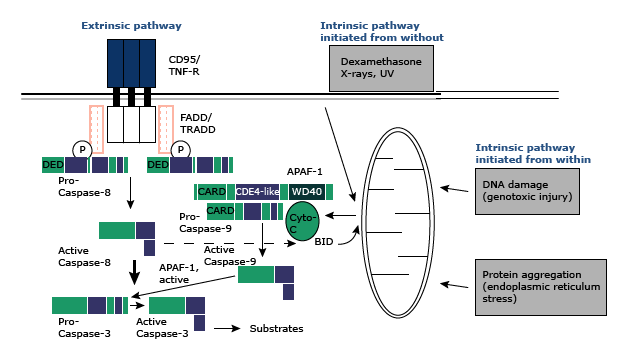 Extrinsic pathway
Intrinsic pathway
initiated from without
CD95/
TNF-R
Dexamethasone
X-rays, UV
FADD/
TRADD
P
P
DED
DED
Pro-
Caspase-8
APAF-1
CARD
CDE4-like
WD40
CARD
Pro-
Caspase-9
Cyto-
C
Intrinsic pathway
initiated from within
DNA damage
(genotoxic injury)
BID
Active
Caspase-8
Active
Caspase-9
APAF-1,
active
Protein aggregation
(endoplasmic reticulum
stress)
Pro-
Caspase-3
Active
Caspase-3
Substrates